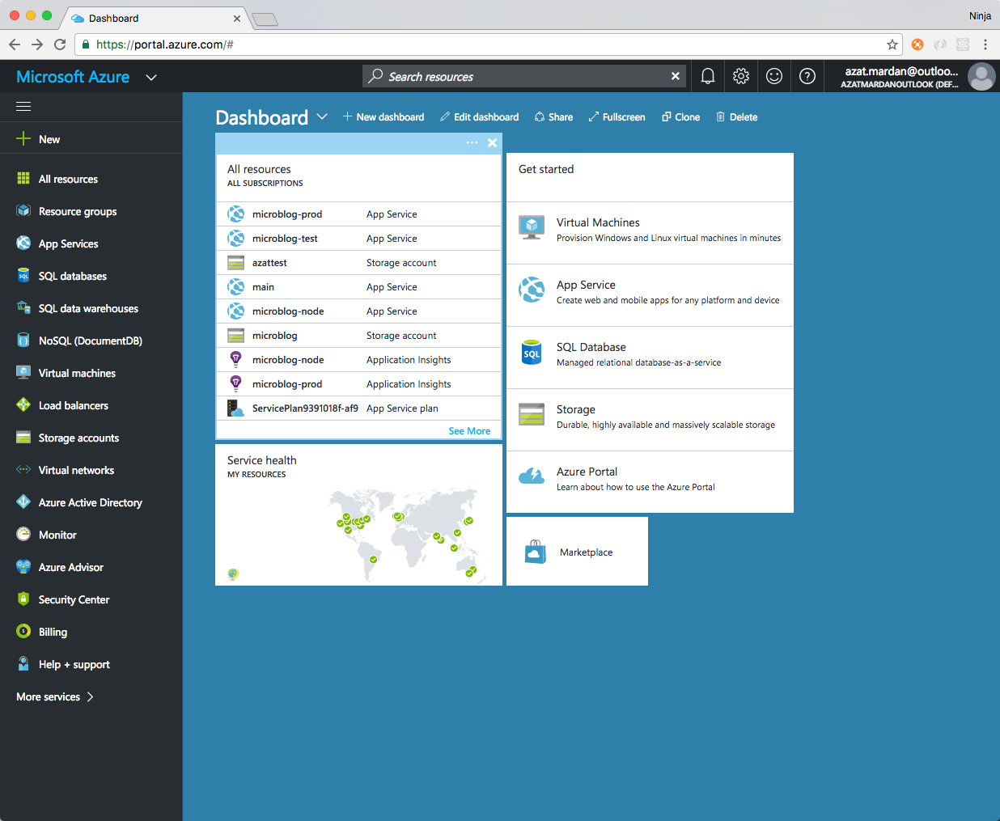 Dashboard
Ninja
https://portal.azure.com/#
Microsoft Azure
Search resources
azat.mardan@outloo...
AZATMARDANOUTLOOK (DEF...
New
All resources
Resource groups
App Services
SQL databases
SQL data warehouses
NoSQL (DocumentDB)
Virtual machines
Load balancers
Storage accounts
Virtual networks
Azure Active Directory
Monitor
Azure Advisor
Security Center
Billing
Help + support
More services
Dashboard
New dashboard
Edit dashboard
Share
Fullscreen
Clone
Delete
All resources
ALL SUBSCRIPTIONS
microblog-prod App Service
microblog-test App Service
azattest Storage account
main App Service
microblog-node App Service
microblog Storage account
microblog-node Application Insights
microblog-prod Application Insights
ServicePlan9391018f-af9 App Service plan
See More
Service health
MY RESOURCES
Get started
Virtual Machines
Provision Windows and Linux virtual machines in minutes
App Service
Create web and mobile apps for any platform and device
SQL
SQL Database
Managed relational database-as-a-service
Storage
Durable, highly available and massively scalable storage
Azure Portal
Learn about how to use the Azure Portal
Marketplace